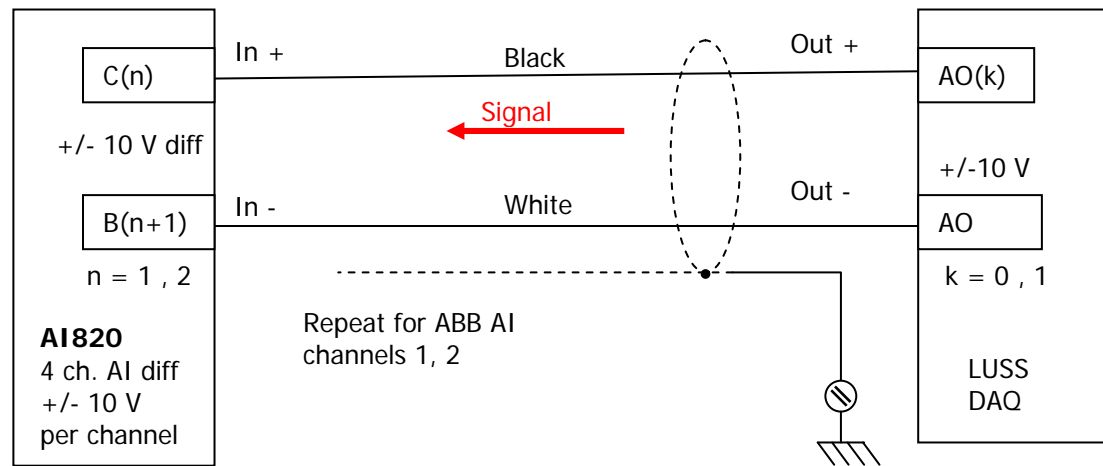 In +
Black
Out +
C(n)
AO(k)
Signal
+/- 10 V diff
+/-10 V
In -
White
Out -
B(n+1)
AO
n = 1 , 2
k = 0 , 1
Repeat for ABB AI
channels 1, 2
AI820
4 ch. AI diff
+/- 10 V
per channel
LUSS
DAQ